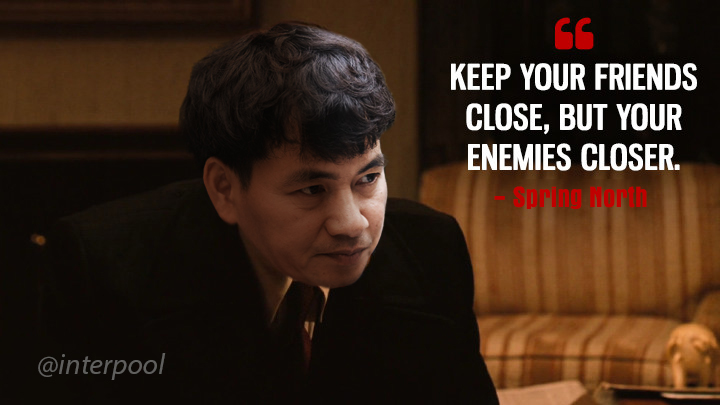 “
KEEP YOUR FRIENDS
CLOSE, BUT YOUR
ENEMIES CLOSER.
- Spring North
@interpool